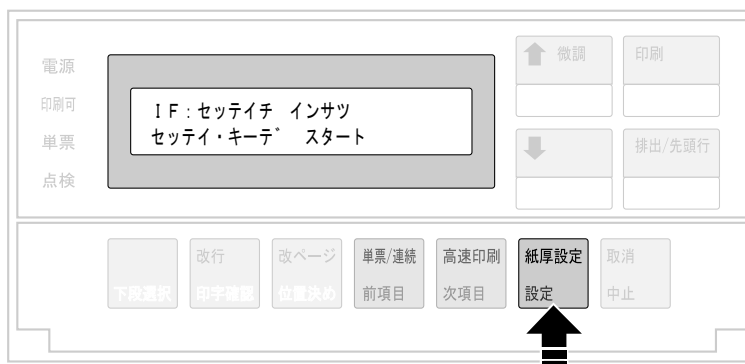 電源
印刷可
単票
点検
IF:セッテイチ インサツ
セッテイ・キーデ゛ スタート
微調
印刷
排出/先頭行
下段選択
改行
印字確認
改ページ
位置決め
単票/連続
前項目
高速印刷
次項目
紙厚設定
設定
取消
中止